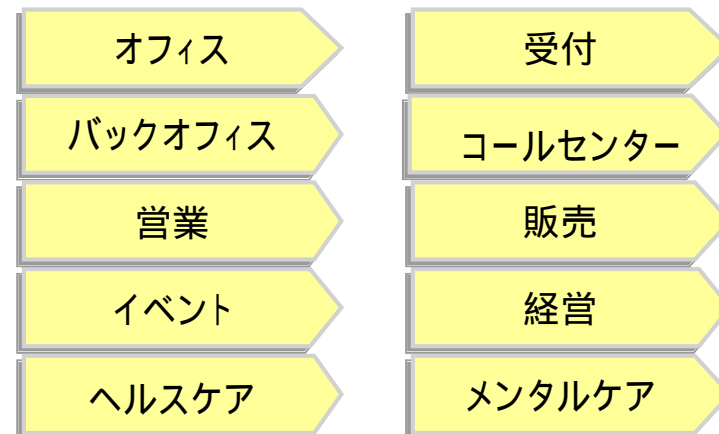 オフィス
受付
バックオフィス
コールセンター
営業
販売
イベント
経営
ヘルスケア
メンタルケア